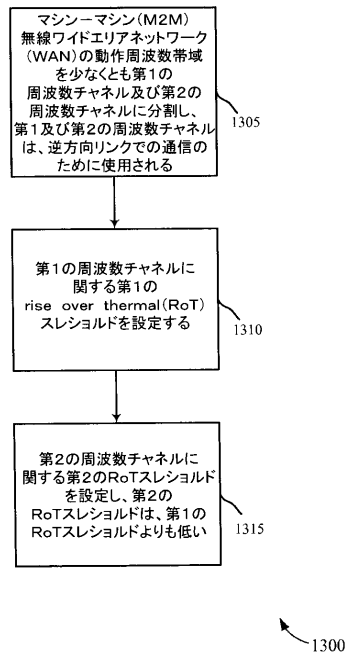 マシン－マシン（M2M）
無線ワイドエリアネットワーク
（WAN）の動作周波数帯域
を少なくとも第1の
周波数チャネル及び第2の
周波数チャネルに分割し、
第1及び第2の周波数チャネル
は、逆方向リンクでの通信の
ために使用される
1305
第1の周波数チャネルに
関する第1の
rise over thermal（RoT）
スレショルドを設定する
1310
第2の周波数チャネルに
関する第2のRoTスレショルド
を設定し、第2の
RoTスレショルドは、第1の
RoTスレショルドよりも低い
1315
1300